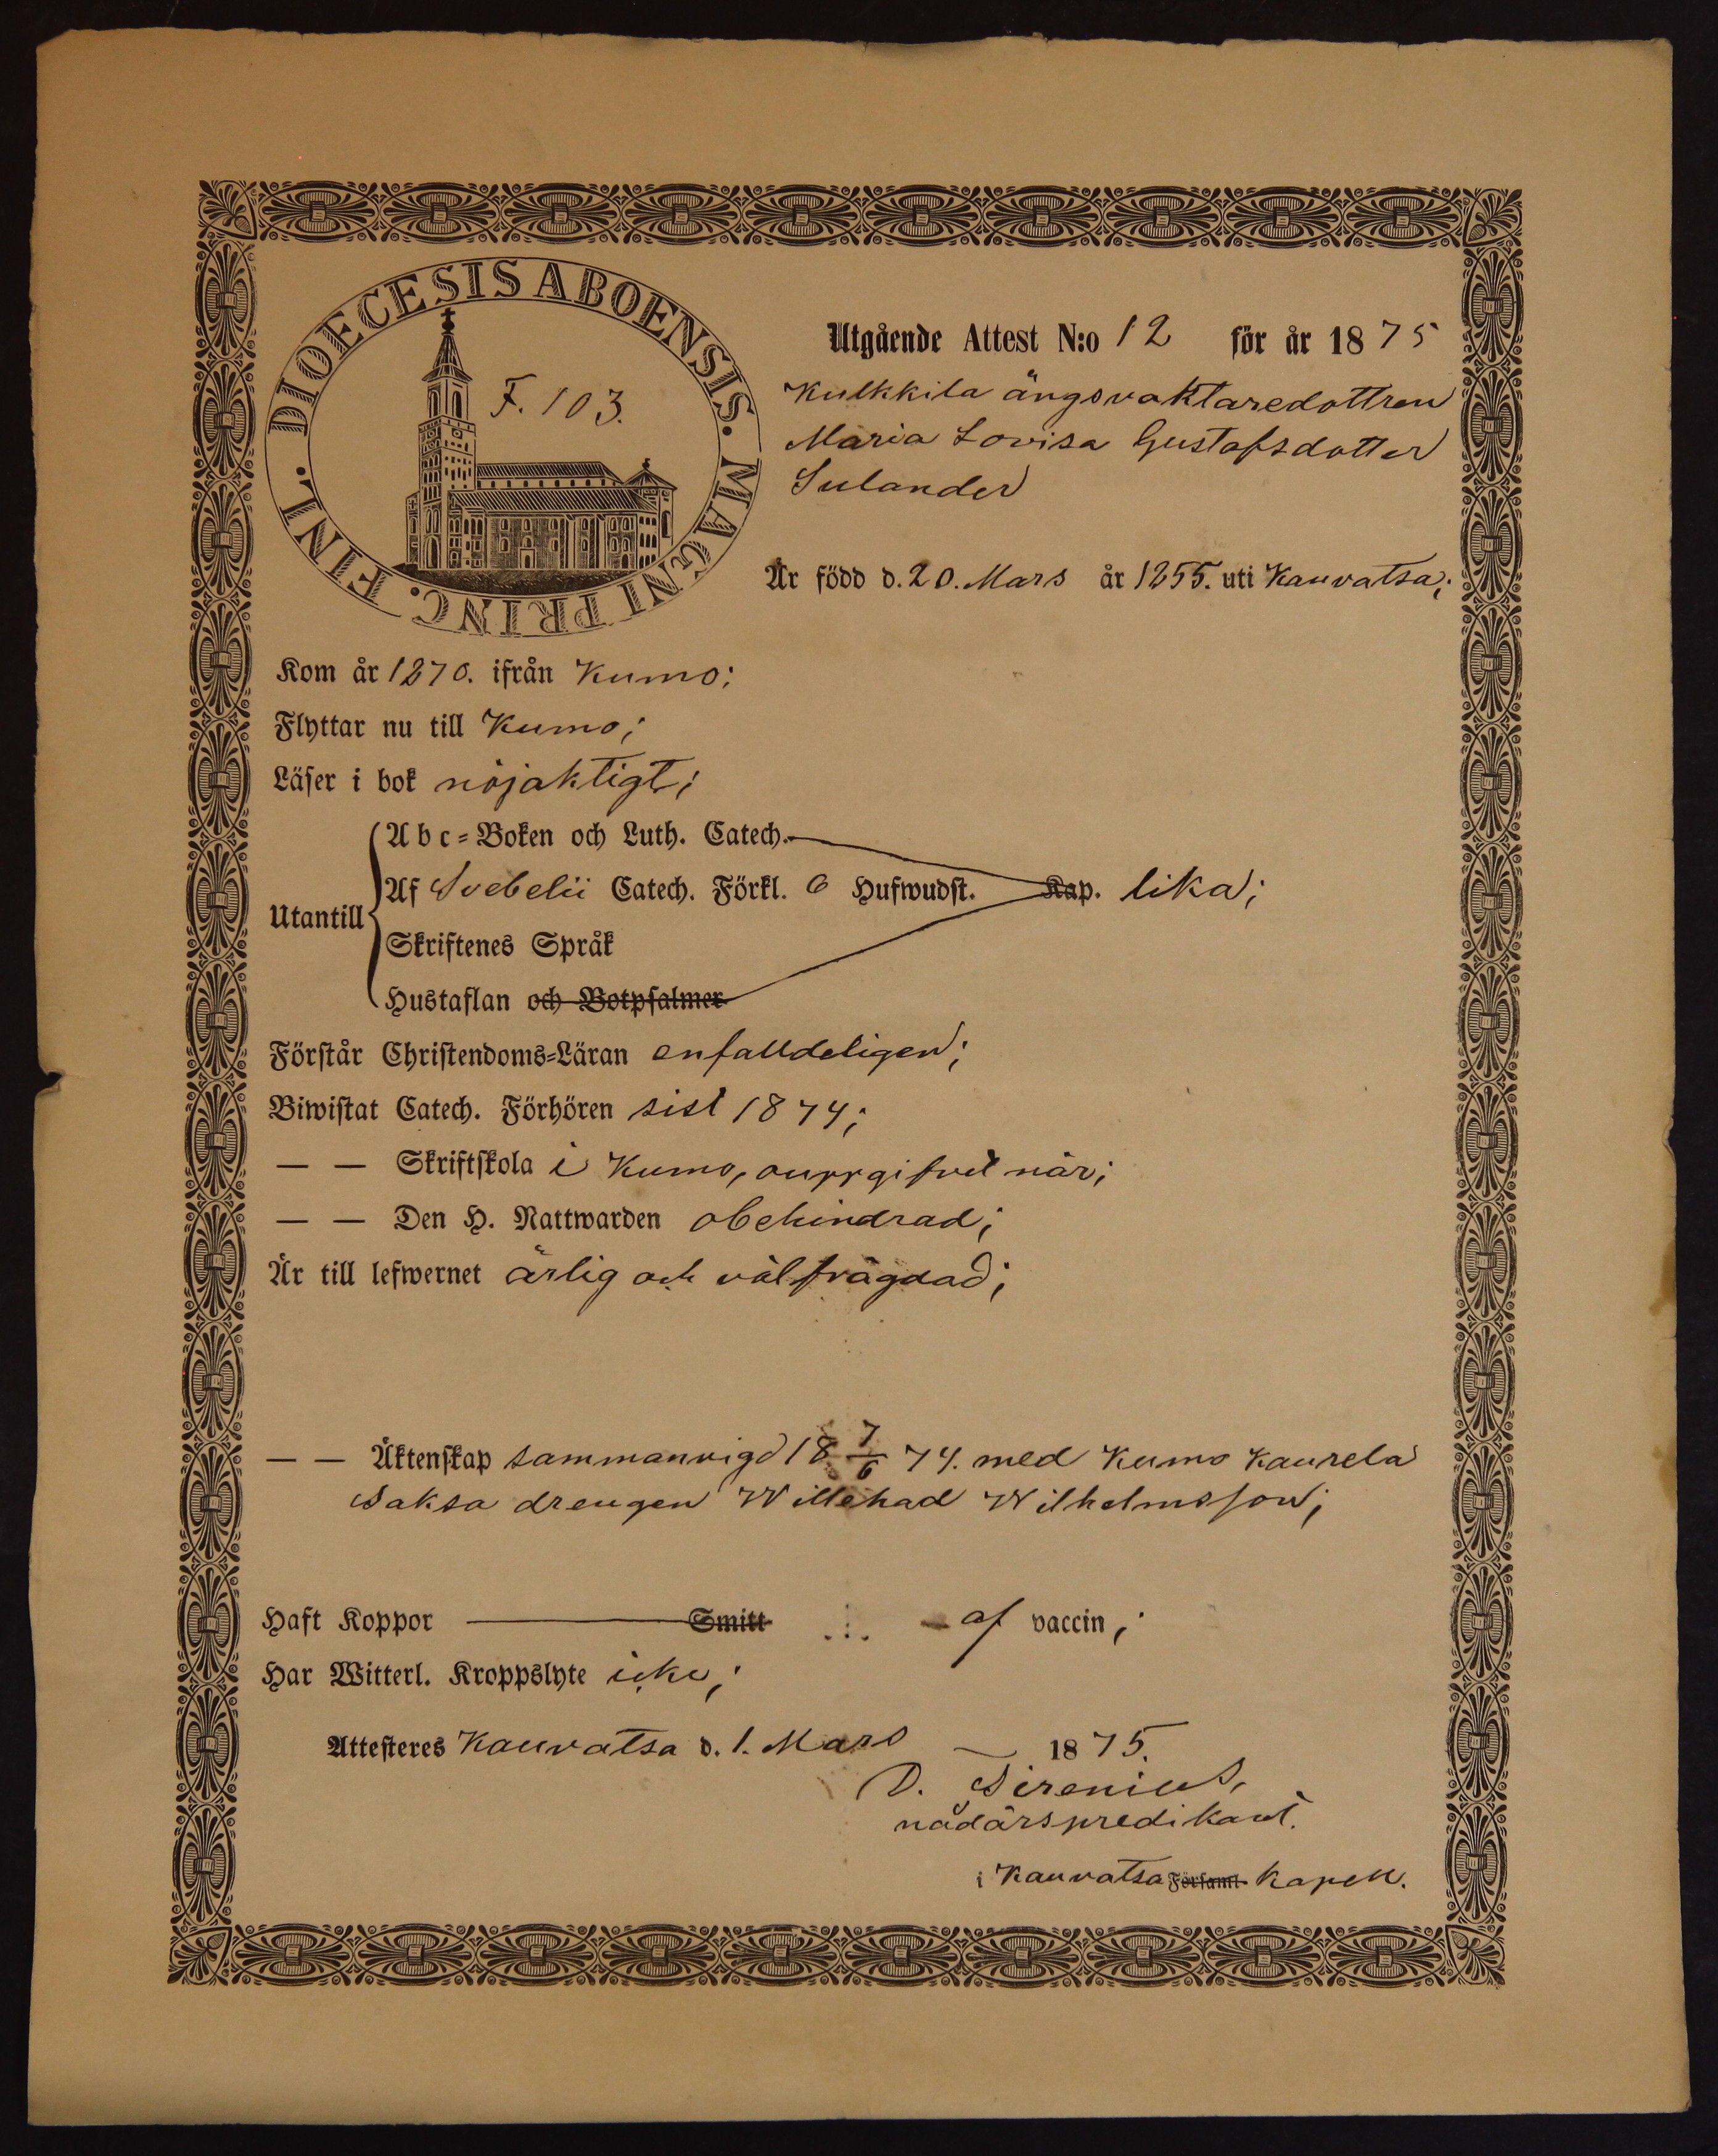 DIOECESIS ABOENSIS. MAGNI PRINC. FINL.
F. 103.
Utgående Attest N:o 12 för år 1875
Kulkkila ängsvaktaredottren
Maria Lovisa Gustafsdotter
Sulander
Är född d. 20. Mars år 1855. uti Kauvatsa;
Kom år 1870. ifrån Kumo;
Flyttar nu till Kumo;
Läser i bok nöjaktigt;
Utantill
Abc-Boken och Luth. Catech.
Af Svebelii Catech. Förkl. 6 Hufwudst. Kap. lika;
Skriftenes Språk
Hustaflan och Botpsalmer
Förstår Christendoms-Läran enfalldeligen;
Biwistat Catech. Förhören sist 1874;
— — Skriftskola i Kumo, ouppgifvet när;
— — Den H. Nattwarden obehindrad;
Är till lefwernet ärlig och välfrägdad;
— — Äktenskap sammanvigd 18 7/6 74. med Kumo Kaurela
Saksa drengen Willehad Wilhelmsson;
Haft Koppor Smitt af vaccin;
Har Witterl. Kroppslyte icke;
Attesteres Kauvatsa d. 1. Mars — 1875.
D. Sirenius,
nådårspredikant.
i Kauvatsa Församl. Kapell.